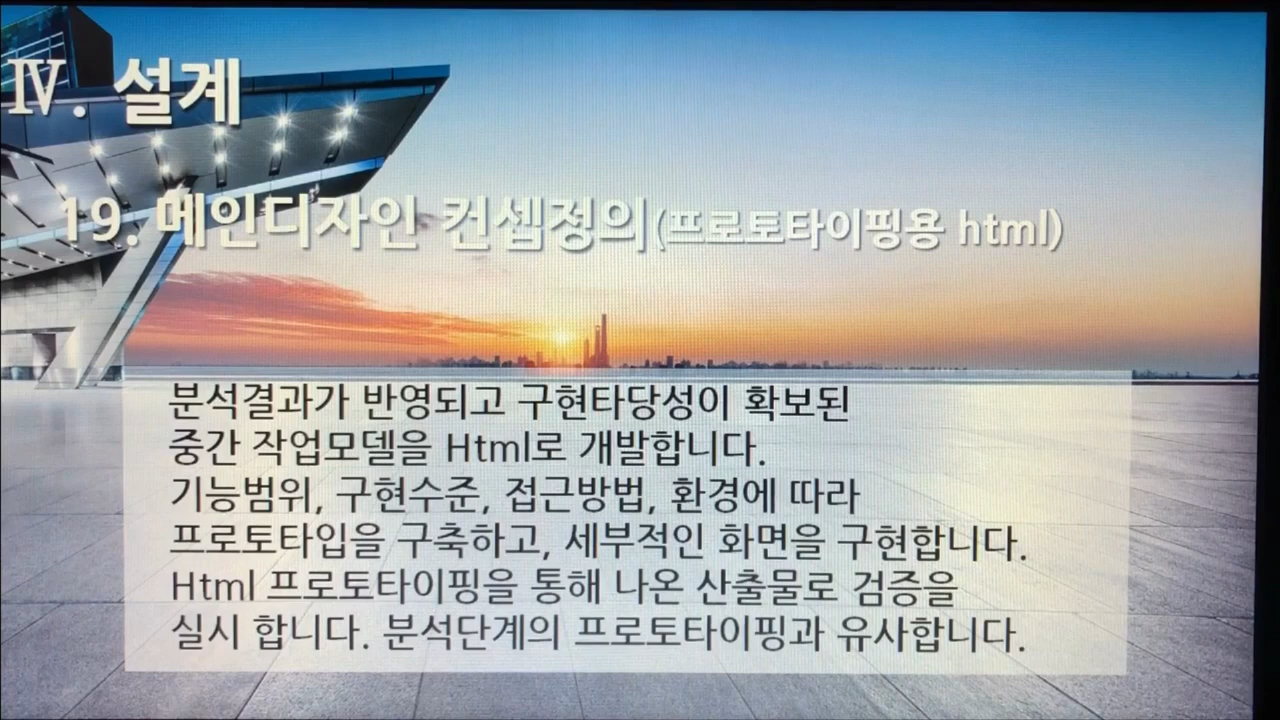 Ⅳ. 설계
19. 메인디자인 컨셉정의(프로토타이핑용 html)
분석결과가 반영되고 구현타당성이 확보된
중간 작업모델을 Html로 개발합니다.
기능범위, 구현수준, 접근방법, 환경에 따라
프로토타입을 구축하고, 세부적인 화면을 구현합니다.
Html 프로토타이핑을 통해 나온 산출물로 검증을
실시 합니다. 분석단계의 프로토타이핑과 유사합니다.